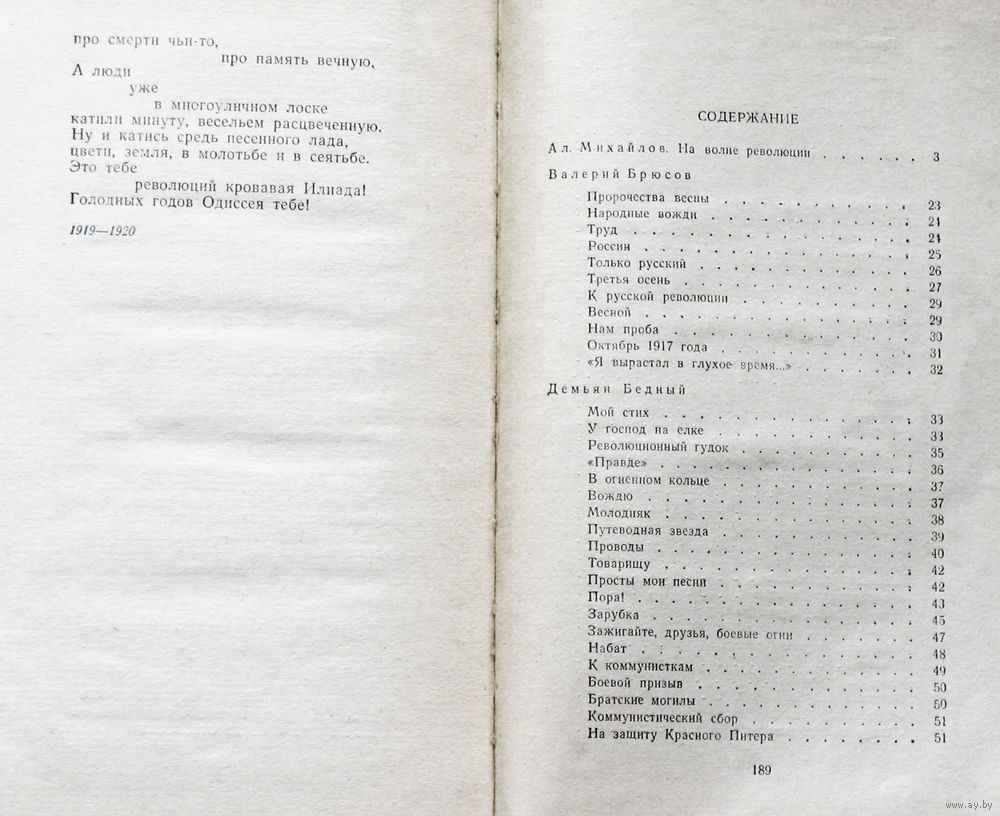 про смерти чьи-то,
про память вечную,
А люди
уже
в многоуличном лоске
катили минуту, весельем расцвеченную.
Ну и катись средь песенного лада,
цвети, земля, в молотьбе и в сеятьбе.
Это тебе
революций кровавая Илиада!
Голодных годов Одиссея тебе!
1919—1920
СОДЕРЖАНИЕ
Ал. Михайлов. На волне революции . . . . . . 3
Валерий Брюсов
Пророчества весны . . . . . . . . . . 23
Народные вожди . . . . . . . . . . 24
Труд . . . . . . . . . . . . 24
России . . . . . . . . . . . . 25
Только русский . . . . . . . . . . 26
Третья осень . . . . . . . . . . 27
К русской революции . . . . . . . . 29
Весной . . . . . . . . . . . . 29
Нам проба . . . . . . . . . . . 30
Октябрь 1917 года . . . . . . . . . 31
«Я вырастал в глухое время...» . . . . . . 32
Демьян Бедный
Мой стих . . . . . . . . . . . 33
У господ на елке . . . . . . . . . 33
Революционный гудок . . . . . . . . 35
«Правде» . . . . . . . . . . . 36
В огненном кольце . . . . . . . . . 37
Вождю . . . . . . . . . . . . 37
Молодняк . . . . . . . . . . . 38
Путеводная звезда . . . . . . . . . 39
Проводы . . . . . . . . . . . 40
Товарищу . . . . . . . . . . . 42
Просты мои песни . . . . . . . . . 42
Пора! . . . . . . . . . . . . 43
Зарубка . . . . . . . . . . . 45
Зажигайте, друзья, боевые огни . . . . . . 47
Набат . . . . . . . . . . . . 48
К коммунисткам . . . . . . . . . 49
Боевой призыв . . . . . . . . . . 50
Братские могилы . . . . . . . . . 50
Коммунистический сбор . . . . . . . . 51
На защиту Красного Питера . . . . . . 51
189
www.ay.by